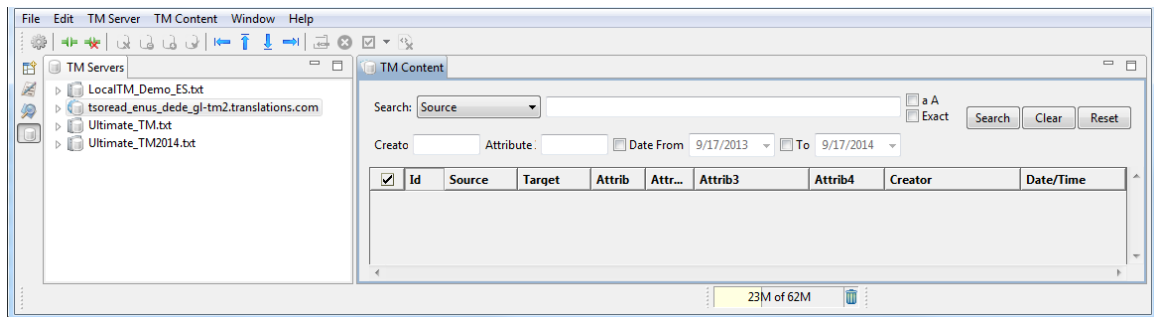 File Edit TM Server TM Content Window Help
TM Servers
LocalTM_Demo_ES.txt
tsoread_enus_dede_gl-tm2.translations.com
Ultimate_TM.txt
Ultimate_TM2014.txt
TM Content
Search: Source a A
Exact Search Clear Reset
Creato Attribute: Date From 9/17/2013 To 9/17/2014
Id Source Target Attrib Attr... Attrib3 Attrib4 Creator Date/Time
23M of 62M